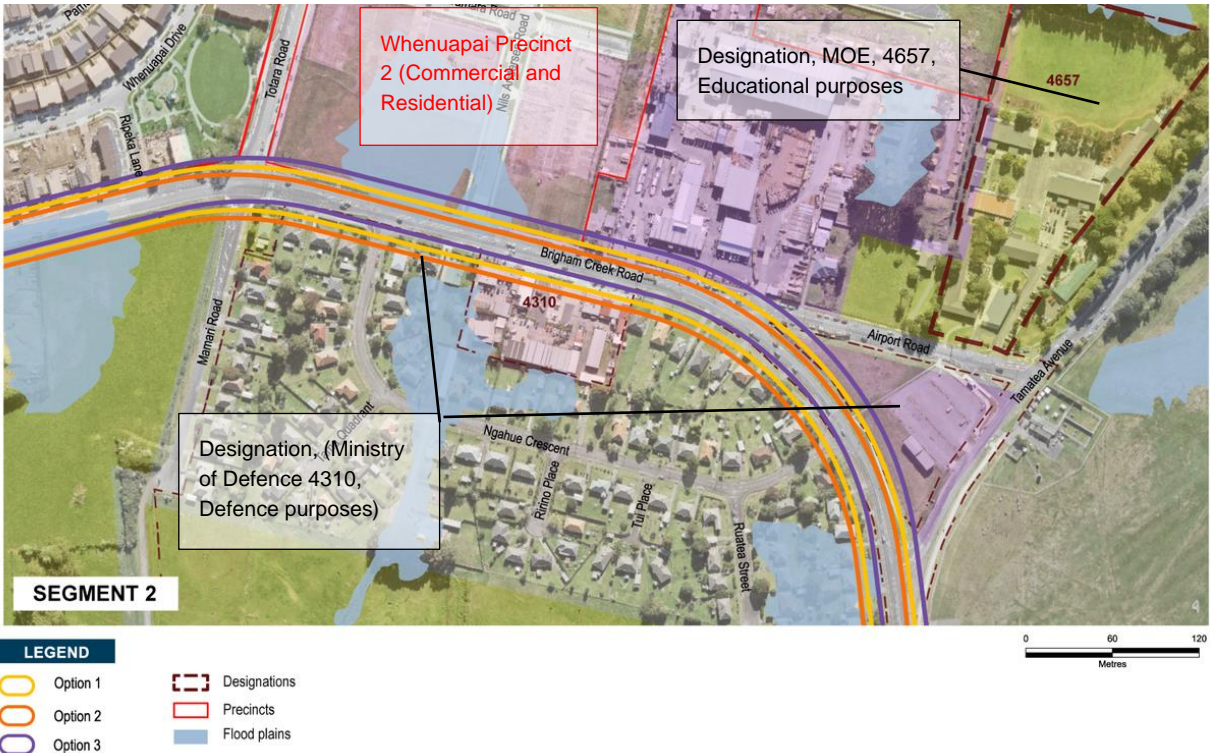 Whenuapai Drive
Ripeka Lane
Totara Road
Road
Whenuapai Precinct
2 (Commercial and
Residential)
Designation, MOE, 4657,
Educational purposes
4657
Brigham Creek Road
4310
Mamari Road
Airport Road
Tamatea Avenue
Quadrant
Ngahue Crescent
Ririno Place
Tui Place
Ruatea Street
Designation, (Ministry
of Defence 4310,
Defence purposes)
SEGMENT 2
4
LEGEND
Option 1
Option 2
Option 3
Designations
Precincts
Flood plains
0 60 120
Metres